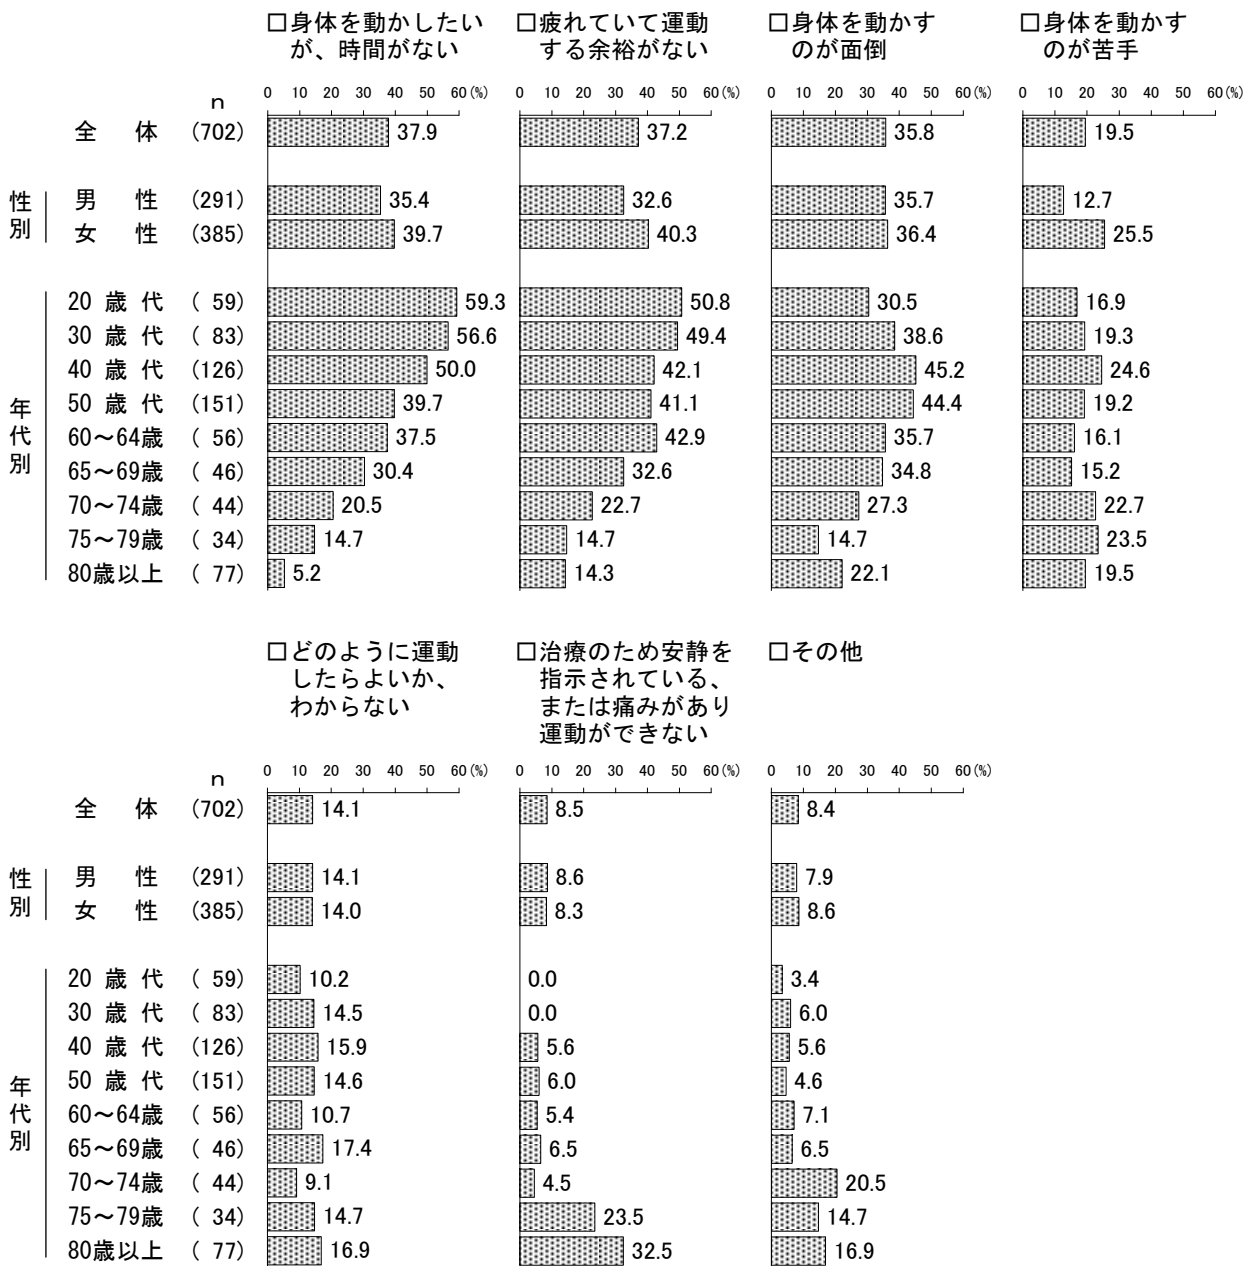 □身体を動かしたい
が、時間がない
□疲れていて運動
する余裕がない
□身体を動かす
のが面倒
□身体を動かす
のが苦手
n 0 10 20 30 40 50 60(%) 0 10 20 30 40 50 60(%) 0 10 20 30 40 50 60(%) 0 10 20 30 40 50 60(%)
全 体 (702) 37.9 37.2 35.8 19.5
性別
男 性 (291) 35.4 32.6 35.7 12.7
女 性 (385) 39.7 40.3 36.4 25.5
年代別
20 歳 代 ( 59) 59.3 50.8 30.5 16.9
30 歳 代 ( 83) 56.6 49.4 38.6 19.3
40 歳 代 (126) 50.0 42.1 45.2 24.6
50 歳 代 (151) 39.7 41.1 44.4 19.2
60～64歳 ( 56) 37.5 42.9 35.7 16.1
65～69歳 ( 46) 30.4 32.6 34.8 15.2
70～74歳 ( 44) 20.5 22.7 27.3 22.7
75～79歳 ( 34) 14.7 14.7 14.7 23.5
80歳以上 ( 77) 5.2 14.3 22.1 19.5
□どのように運動
したらよいか、
わからない
□治療のため安静を
指示されている、
または痛みがあり
運動ができない
□その他
n 0 10 20 30 40 50 60(%) 0 10 20 30 40 50 60(%) 0 10 20 30 40 50 60(%)
全 体 (702) 14.1 8.5 8.4
性別
男 性 (291) 14.1 8.6 7.9
女 性 (385) 14.0 8.3 8.6
年代別
20 歳 代 ( 59) 10.2 0.0 3.4
30 歳 代 ( 83) 14.5 0.0 6.0
40 歳 代 (126) 15.9 5.6 5.6
50 歳 代 (151) 14.6 6.0 4.6
60～64歳 ( 56) 10.7 5.4 7.1
65～69歳 ( 46) 17.4 6.5 6.5
70～74歳 ( 44) 9.1 4.5 20.5
75～79歳 ( 34) 14.7 23.5 14.7
80歳以上 ( 77) 16.9 32.5 16.9